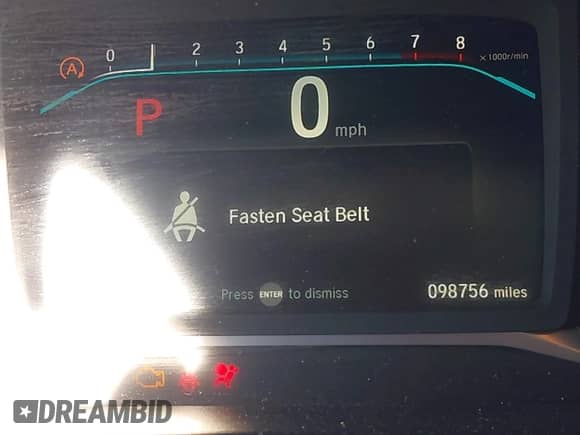 0 2 3 4 5 6 7 8 ×1000r/min
A
P 0 mph
Fasten Seat Belt
Press ENTER to dismiss 098756 miles
DREAMBID